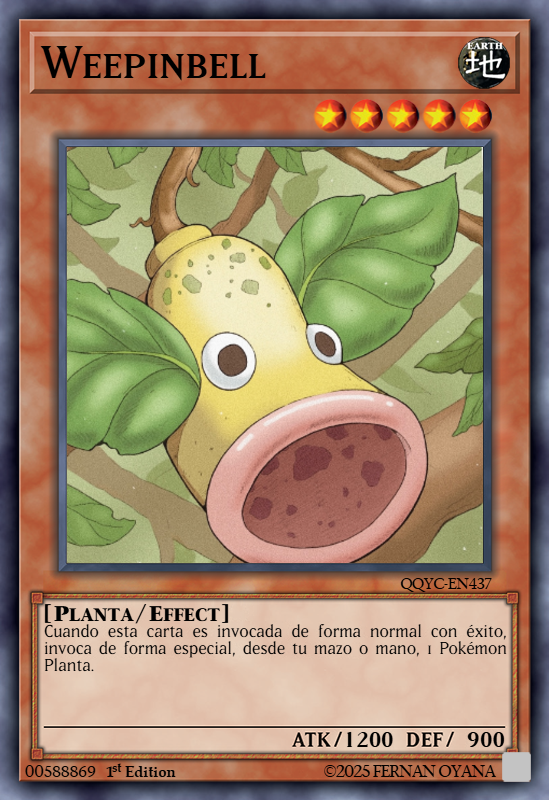 WEEPINBELL
EARTH
地
QQYC-EN437
[PLANTA/EFFECT]
Cuando esta carta es invocada de forma normal con éxito,
invoca de forma especial, desde tu mazo o mano, 1 Pokémon
Planta.
ATK/1200 DEF/ 900
00588869 1st Edition ©2025 FERNAN OYANA